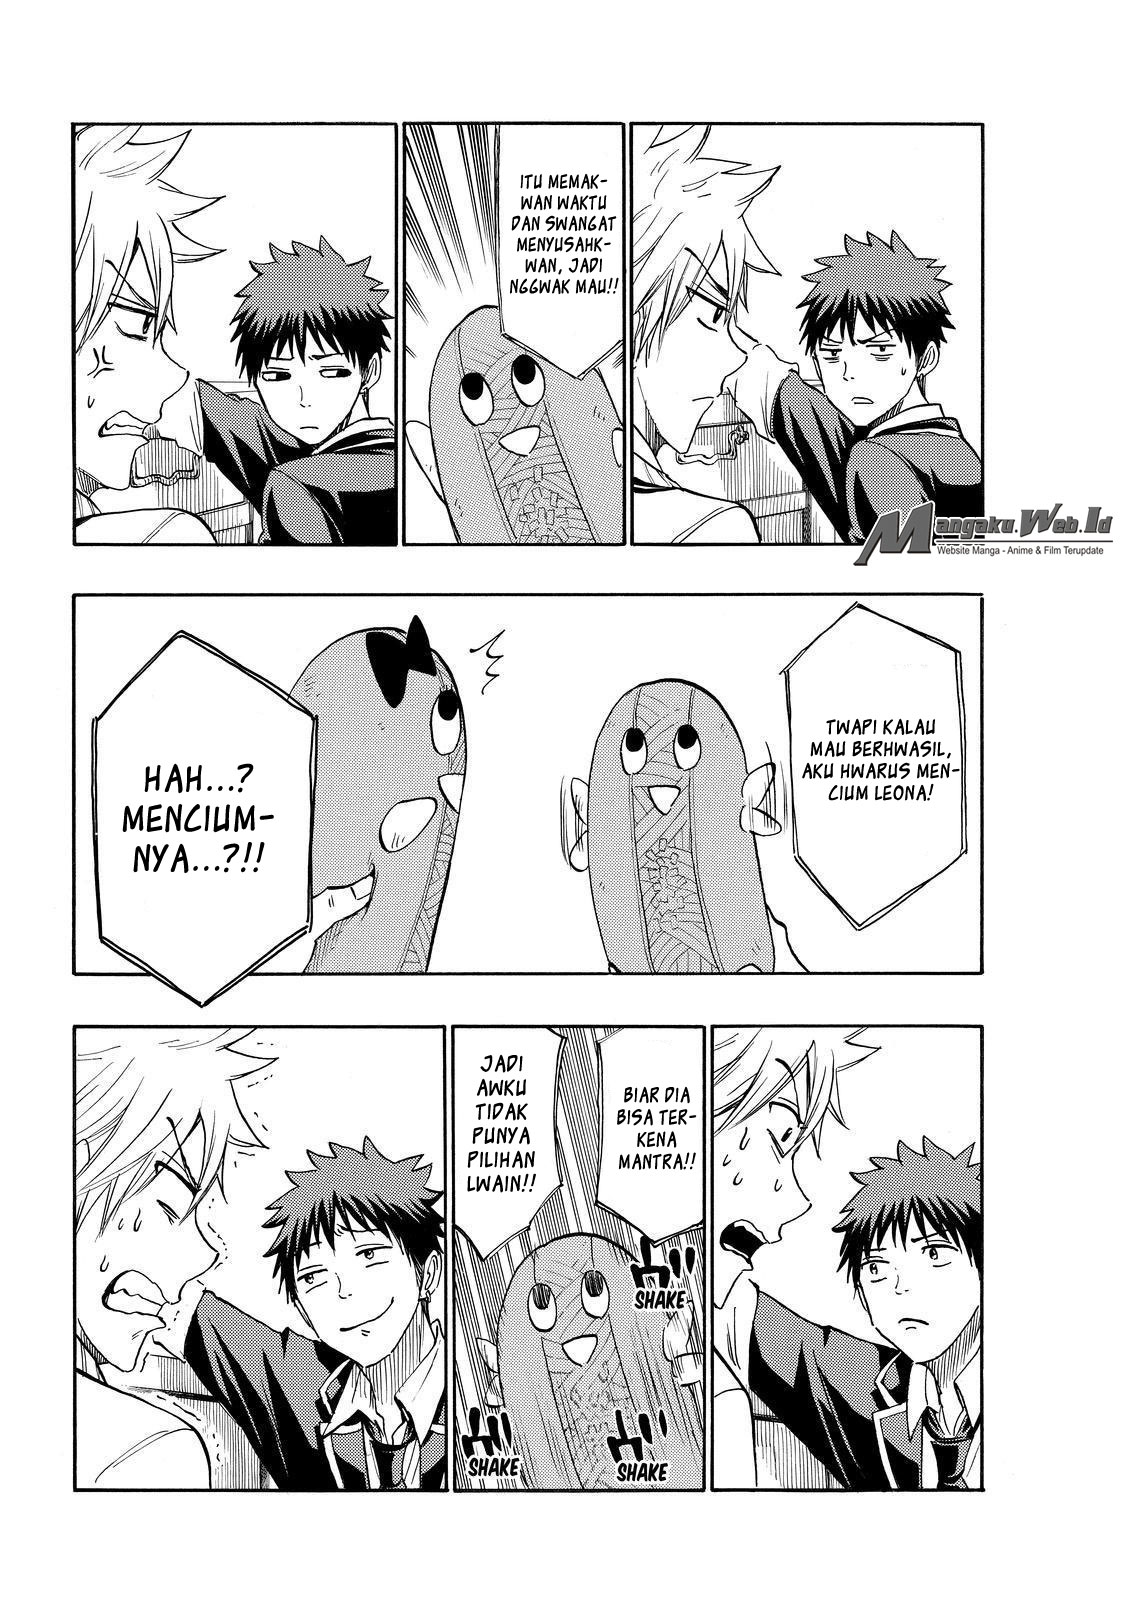 ITU MEMAK-
WAN WAKTU
DAN SWANGAT
MENYUSAHK-
WAN, JADI
NGGWAK MAU!!
Mangaku.Web.Id
Website Manga - Anime & Film Terupdate
TWAPI KALAU
MAU BERHWASIL,
AKU HWARUS MEN-
CIUM LEONA!
HAH...?
MENCIUM-
NYA...?!!
BIAR DIA
BISA TER-
KENA
MANTRA!!
JADI
AWKU
TIDAK
PUNYA
PILIHAN
LWAIN!!
SHAKE
SHAKE
SHAKE